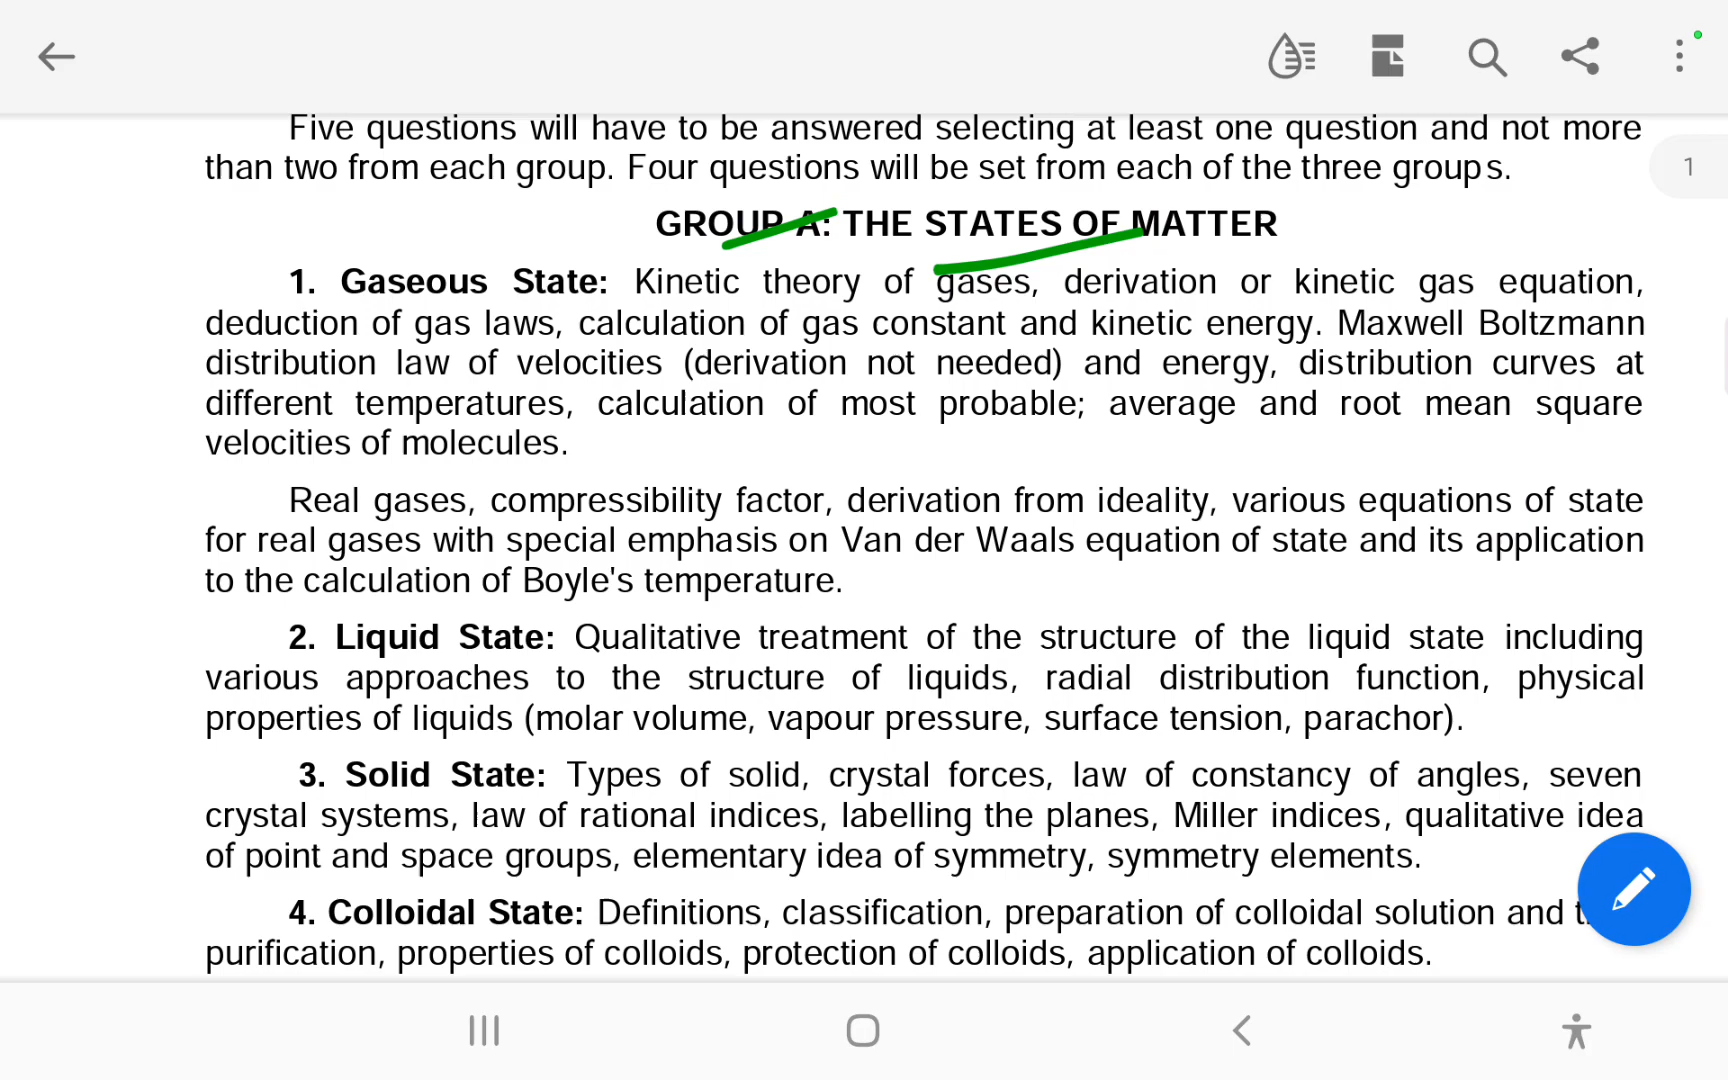 Five questions will have to be answered selecting at least one question and not more
than two from each group. Four questions will be set from each of the three groups.
1
GROUP A: THE STATES OF MATTER
1. Gaseous State: Kinetic theory of gases, derivation or kinetic gas equation,
deduction of gas laws, calculation of gas constant and kinetic energy. Maxwell Boltzmann
distribution law of velocities (derivation not needed) and energy, distribution curves at
different temperatures, calculation of most probable; average and root mean square
velocities of molecules.
Real gases, compressibility factor, derivation from ideality, various equations of state
for real gases with special emphasis on Van der Waals equation of state and its application
to the calculation of Boyle's temperature.
2. Liquid State: Qualitative treatment of the structure of the liquid state including
various approaches to the structure of liquids, radial distribution function, physical
properties of liquids (molar volume, vapour pressure, surface tension, parachor).
3. Solid State: Types of solid, crystal forces, law of constancy of angles, seven
crystal systems, law of rational indices, labelling the planes, Miller indices, qualitative idea
of point and space groups, elementary idea of symmetry, symmetry elements.
4. Colloidal State: Definitions, classification, preparation of colloidal solution and
purification, properties of colloids, protection of colloids, application of colloids.